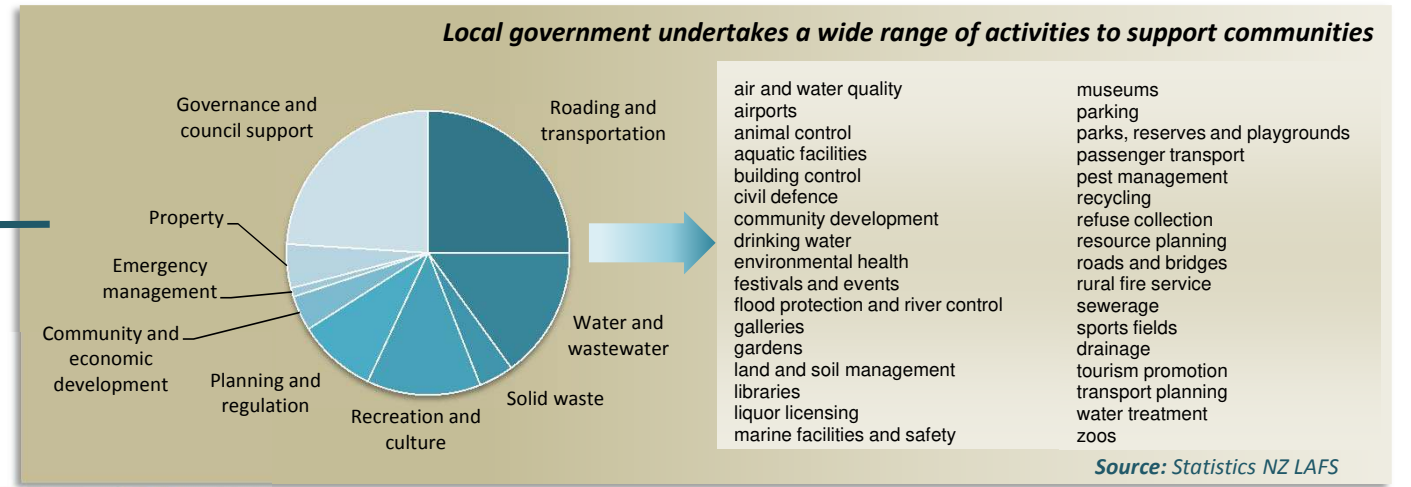 Local government undertakes a wide range of activities to support communities
Governance and
council support
Roading and
transportation
Property
Emergency
management
Community and
economic
development
Planning and
regulation
Recreation and
culture
Solid waste
Water and
wastewater
air and water quality
airports
animal control
aquatic facilities
building control
civil defence
community development
drinking water
environmental health
festivals and events
flood protection and river control
galleries
gardens
land and soil management
libraries
liquor licensing
marine facilities and safety
museums
parking
parks, reserves and playgrounds
passenger transport
pest management
recycling
refuse collection
resource planning
roads and bridges
rural fire service
sewerage
sports fields
drainage
tourism promotion
transport planning
water treatment
zoos
Source: Statistics NZ LAFS